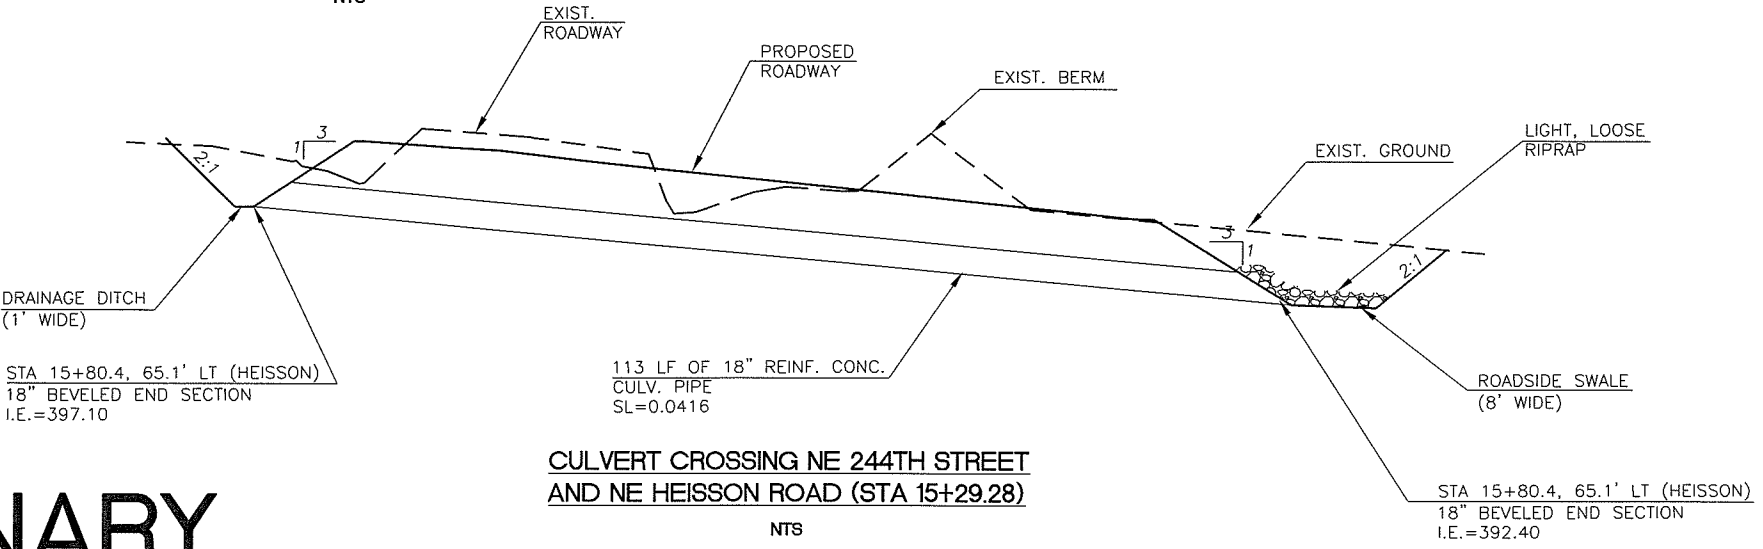 NTS
EXIST.
ROADWAY
PROPOSED
ROADWAY
EXIST. BERM
LIGHT, LOOSE
RIPRAP
EXIST. GROUND
2:1
1
3
3
1
2:1
DRAINAGE DITCH
(1' WIDE)
STA 15+80.4, 65.1' LT (HEISSON)
18" BEVELED END SECTION
I.E.=397.10
113 LF OF 18" REINF. CONC.
CULV. PIPE
SL=0.0416
ROADSIDE SWALE
(8' WIDE)
CULVERT CROSSING NE 244TH STREET
AND NE HEISSON ROAD (STA 15+29.28)
NTS
STA 15+80.4, 65.1' LT (HEISSON)
18" BEVELED END SECTION
I.E.=392.40
NARY